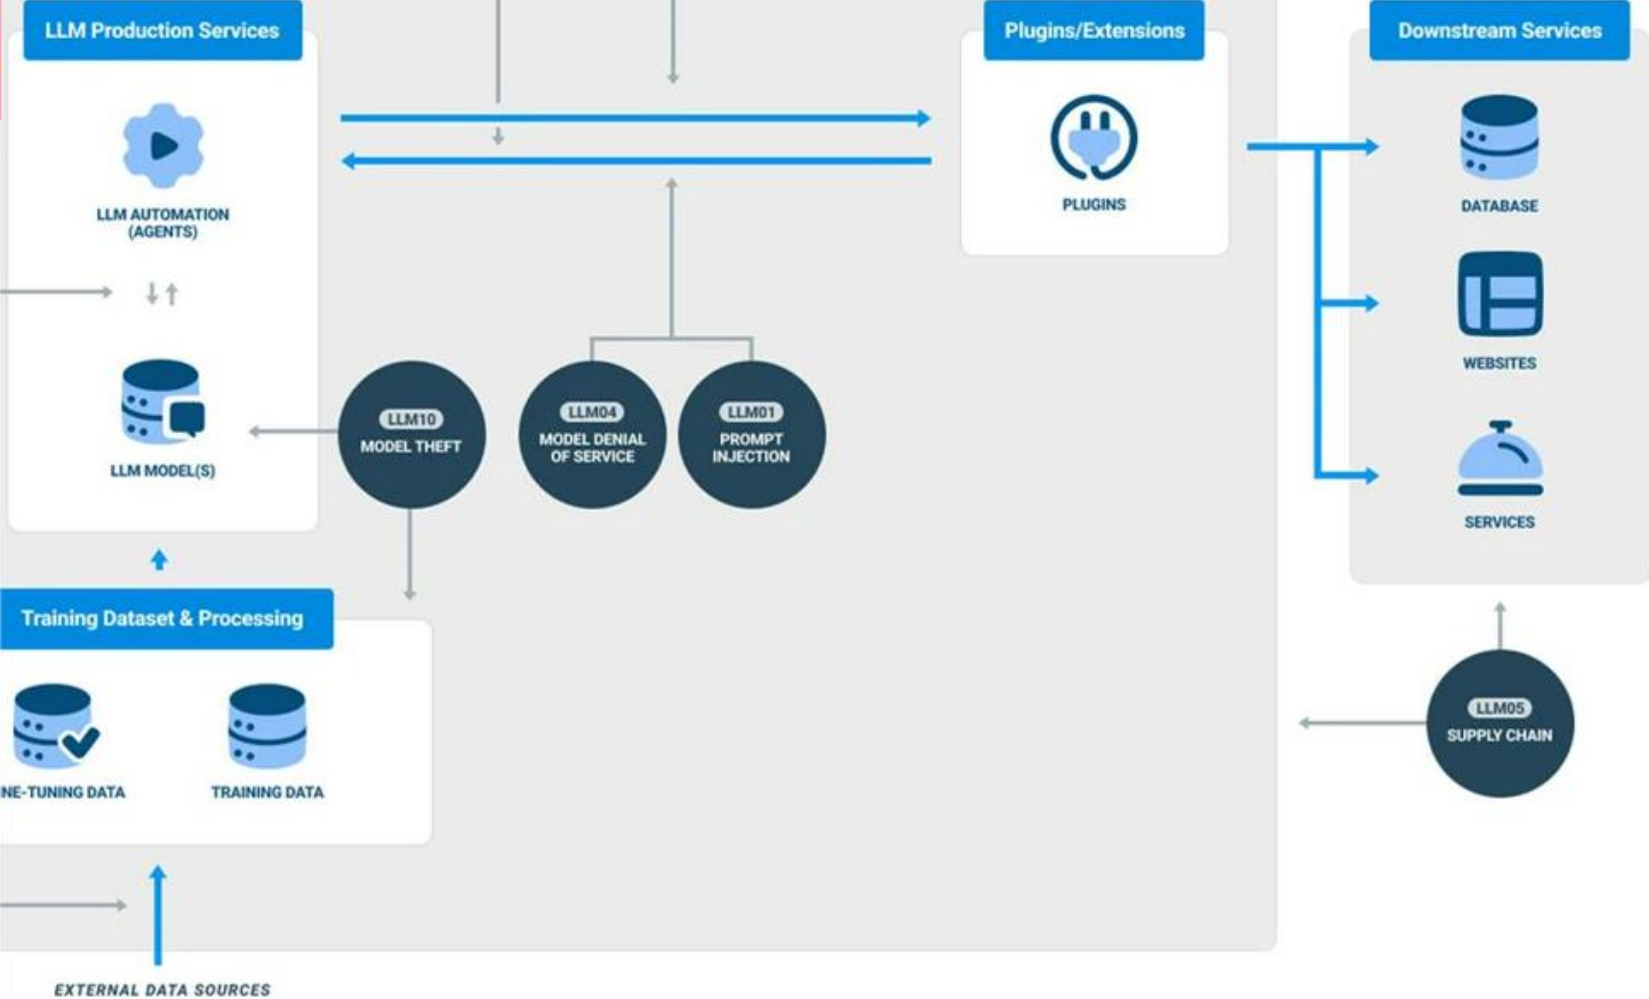 LLM Production Services
Plugins/Extensions
Downstream Services
LLM AUTOMATION
(AGENTS)
PLUGINS
DATABASE
WEBSITES
SERVICES
LLM10
MODEL THEFT
LLM04
MODEL DENIAL
OF SERVICE
LLM01
PROMPT
INJECTION
LLM MODEL(S)
Training Dataset & Processing
INE-TUNING DATA
TRAINING DATA
LLM05
SUPPLY CHAIN
EXTERNAL DATA SOURCES